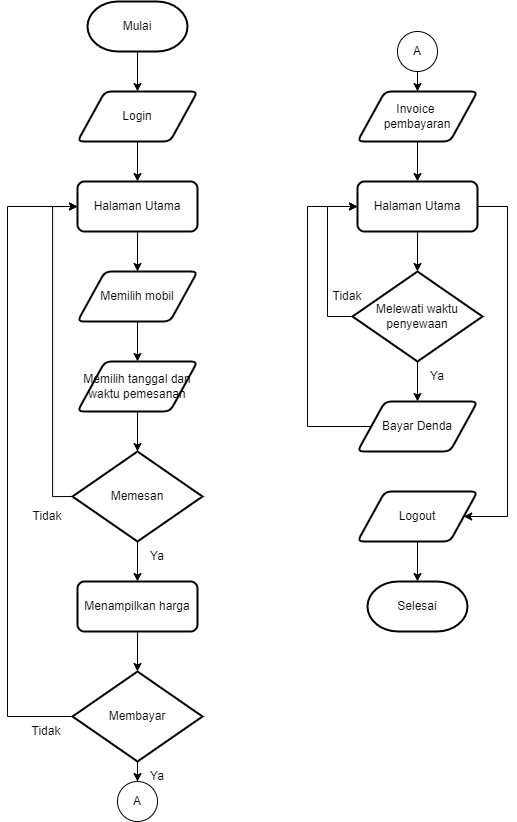 Mulai
Login
Halaman Utama
Memilih mobil
Memilih tanggal dan
waktu pemesanan
Memesan
Tidak
Ya
Menampilkan harga
Membayar
Tidak
Ya
A
A
Invoice
pembayaran
Halaman Utama
Tidak
Melewati waktu
penyewaan
Ya
Bayar Denda
Logout
Selesai